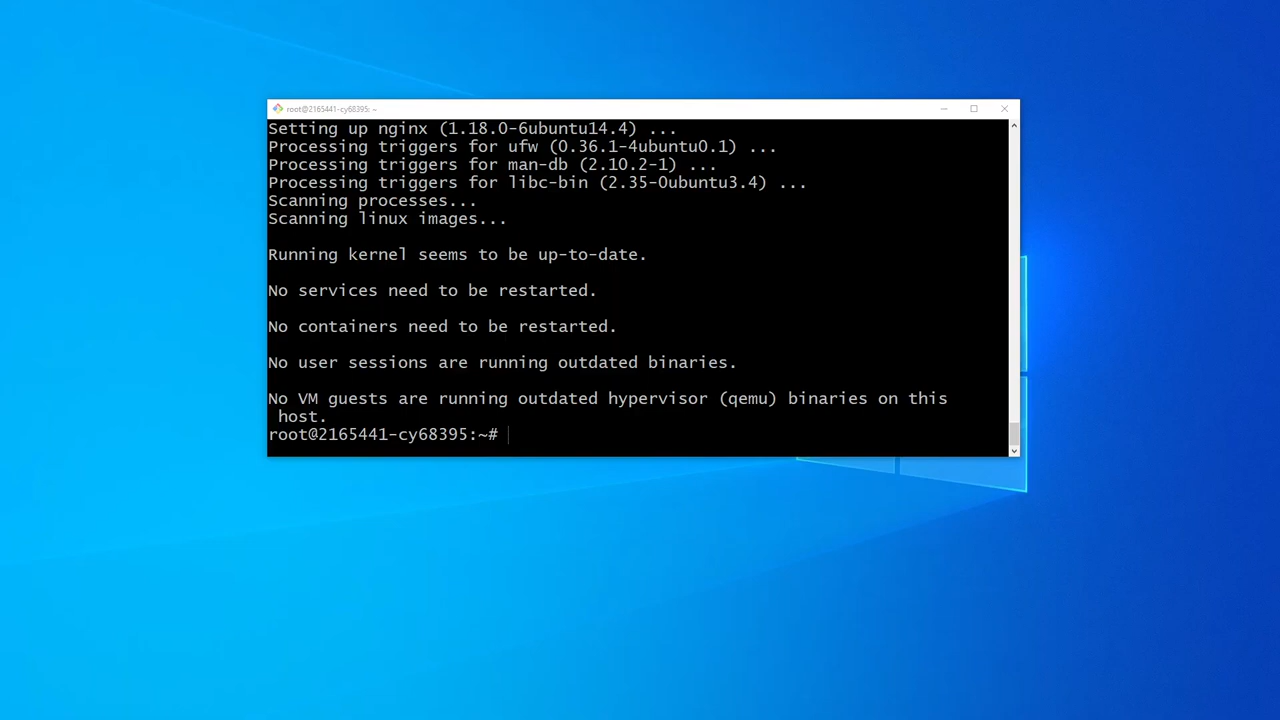 root@2165441-cy68395: ~
Setting up nginx (1.18.0-6ubuntu14.4) ...
Processing triggers for ufw (0.36.1-4ubuntu0.1) ...
Processing triggers for man-db (2.10.2-1) ...
Processing triggers for libc-bin (2.35-0ubuntu3.4) ...
Scanning processes...
Scanning linux images...
Running kernel seems to be up-to-date.
No services need to be restarted.
No containers need to be restarted.
No user sessions are running outdated binaries.
No VM guests are running outdated hypervisor (qemu) binaries on this
host.
root@2165441-cy68395:~#